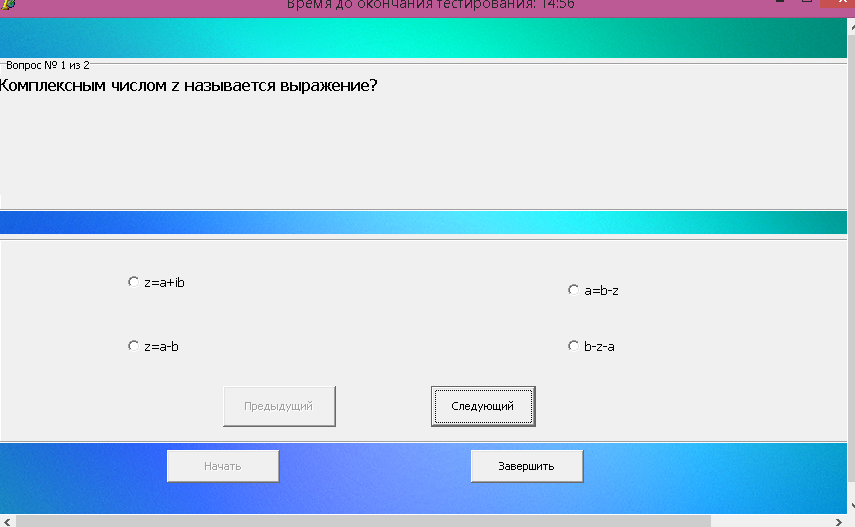 Время до окончания тестирования: 14:56
Вопрос № 1 из 2
Комплексным числом z называется выражение?
z=a+ib
a=b-z
z=a-b
b-z-a
Предыдущий
Следующий
Начать
Завершить